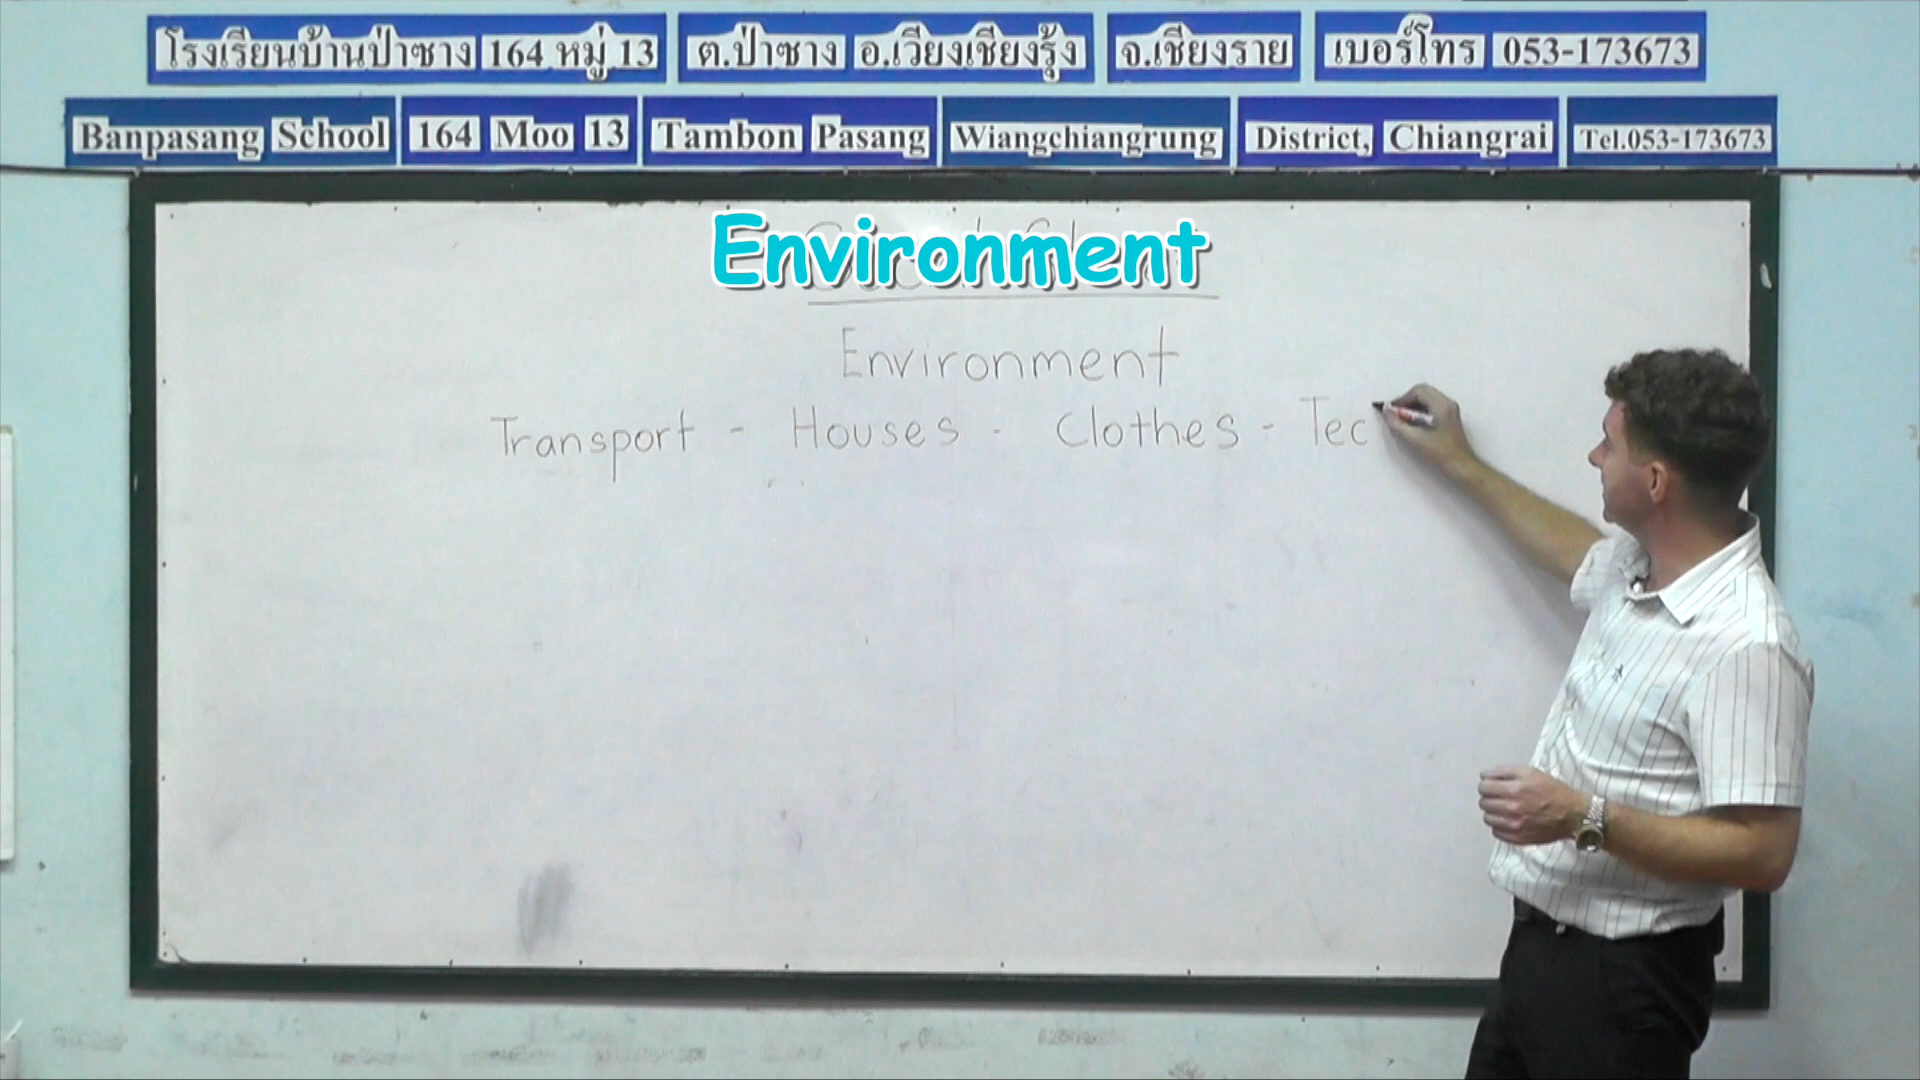 โรงเรียนบ้านป่าซาง 164 หมู่ 13 ต.ป่าซาง อ.เวียงเชียงรุ้ง จ.เชียงราย เบอร์โทร 053-173673
Banpasang School 164 Moo 13 Tambon Pasang Wiangchiangrung District, Chiangrai Tel.053-173673
Environment
Environment
Transport - Houses - Clothes - Tec